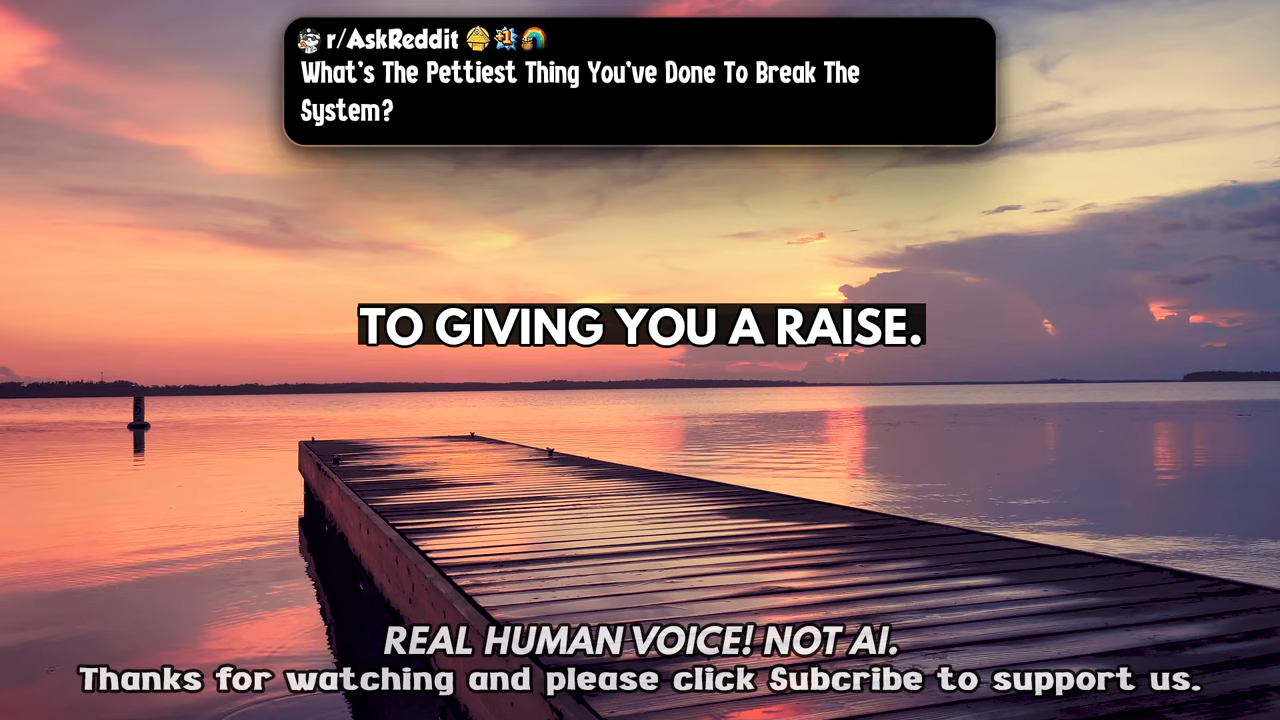 r/AskReddit
What's The Pettiest Thing You've Done To Break The
System?
TO GIVING YOU A RAISE.
REAL HUMAN VOICE! NOT AI.
Thanks for watching and please click Subcribe to support us.